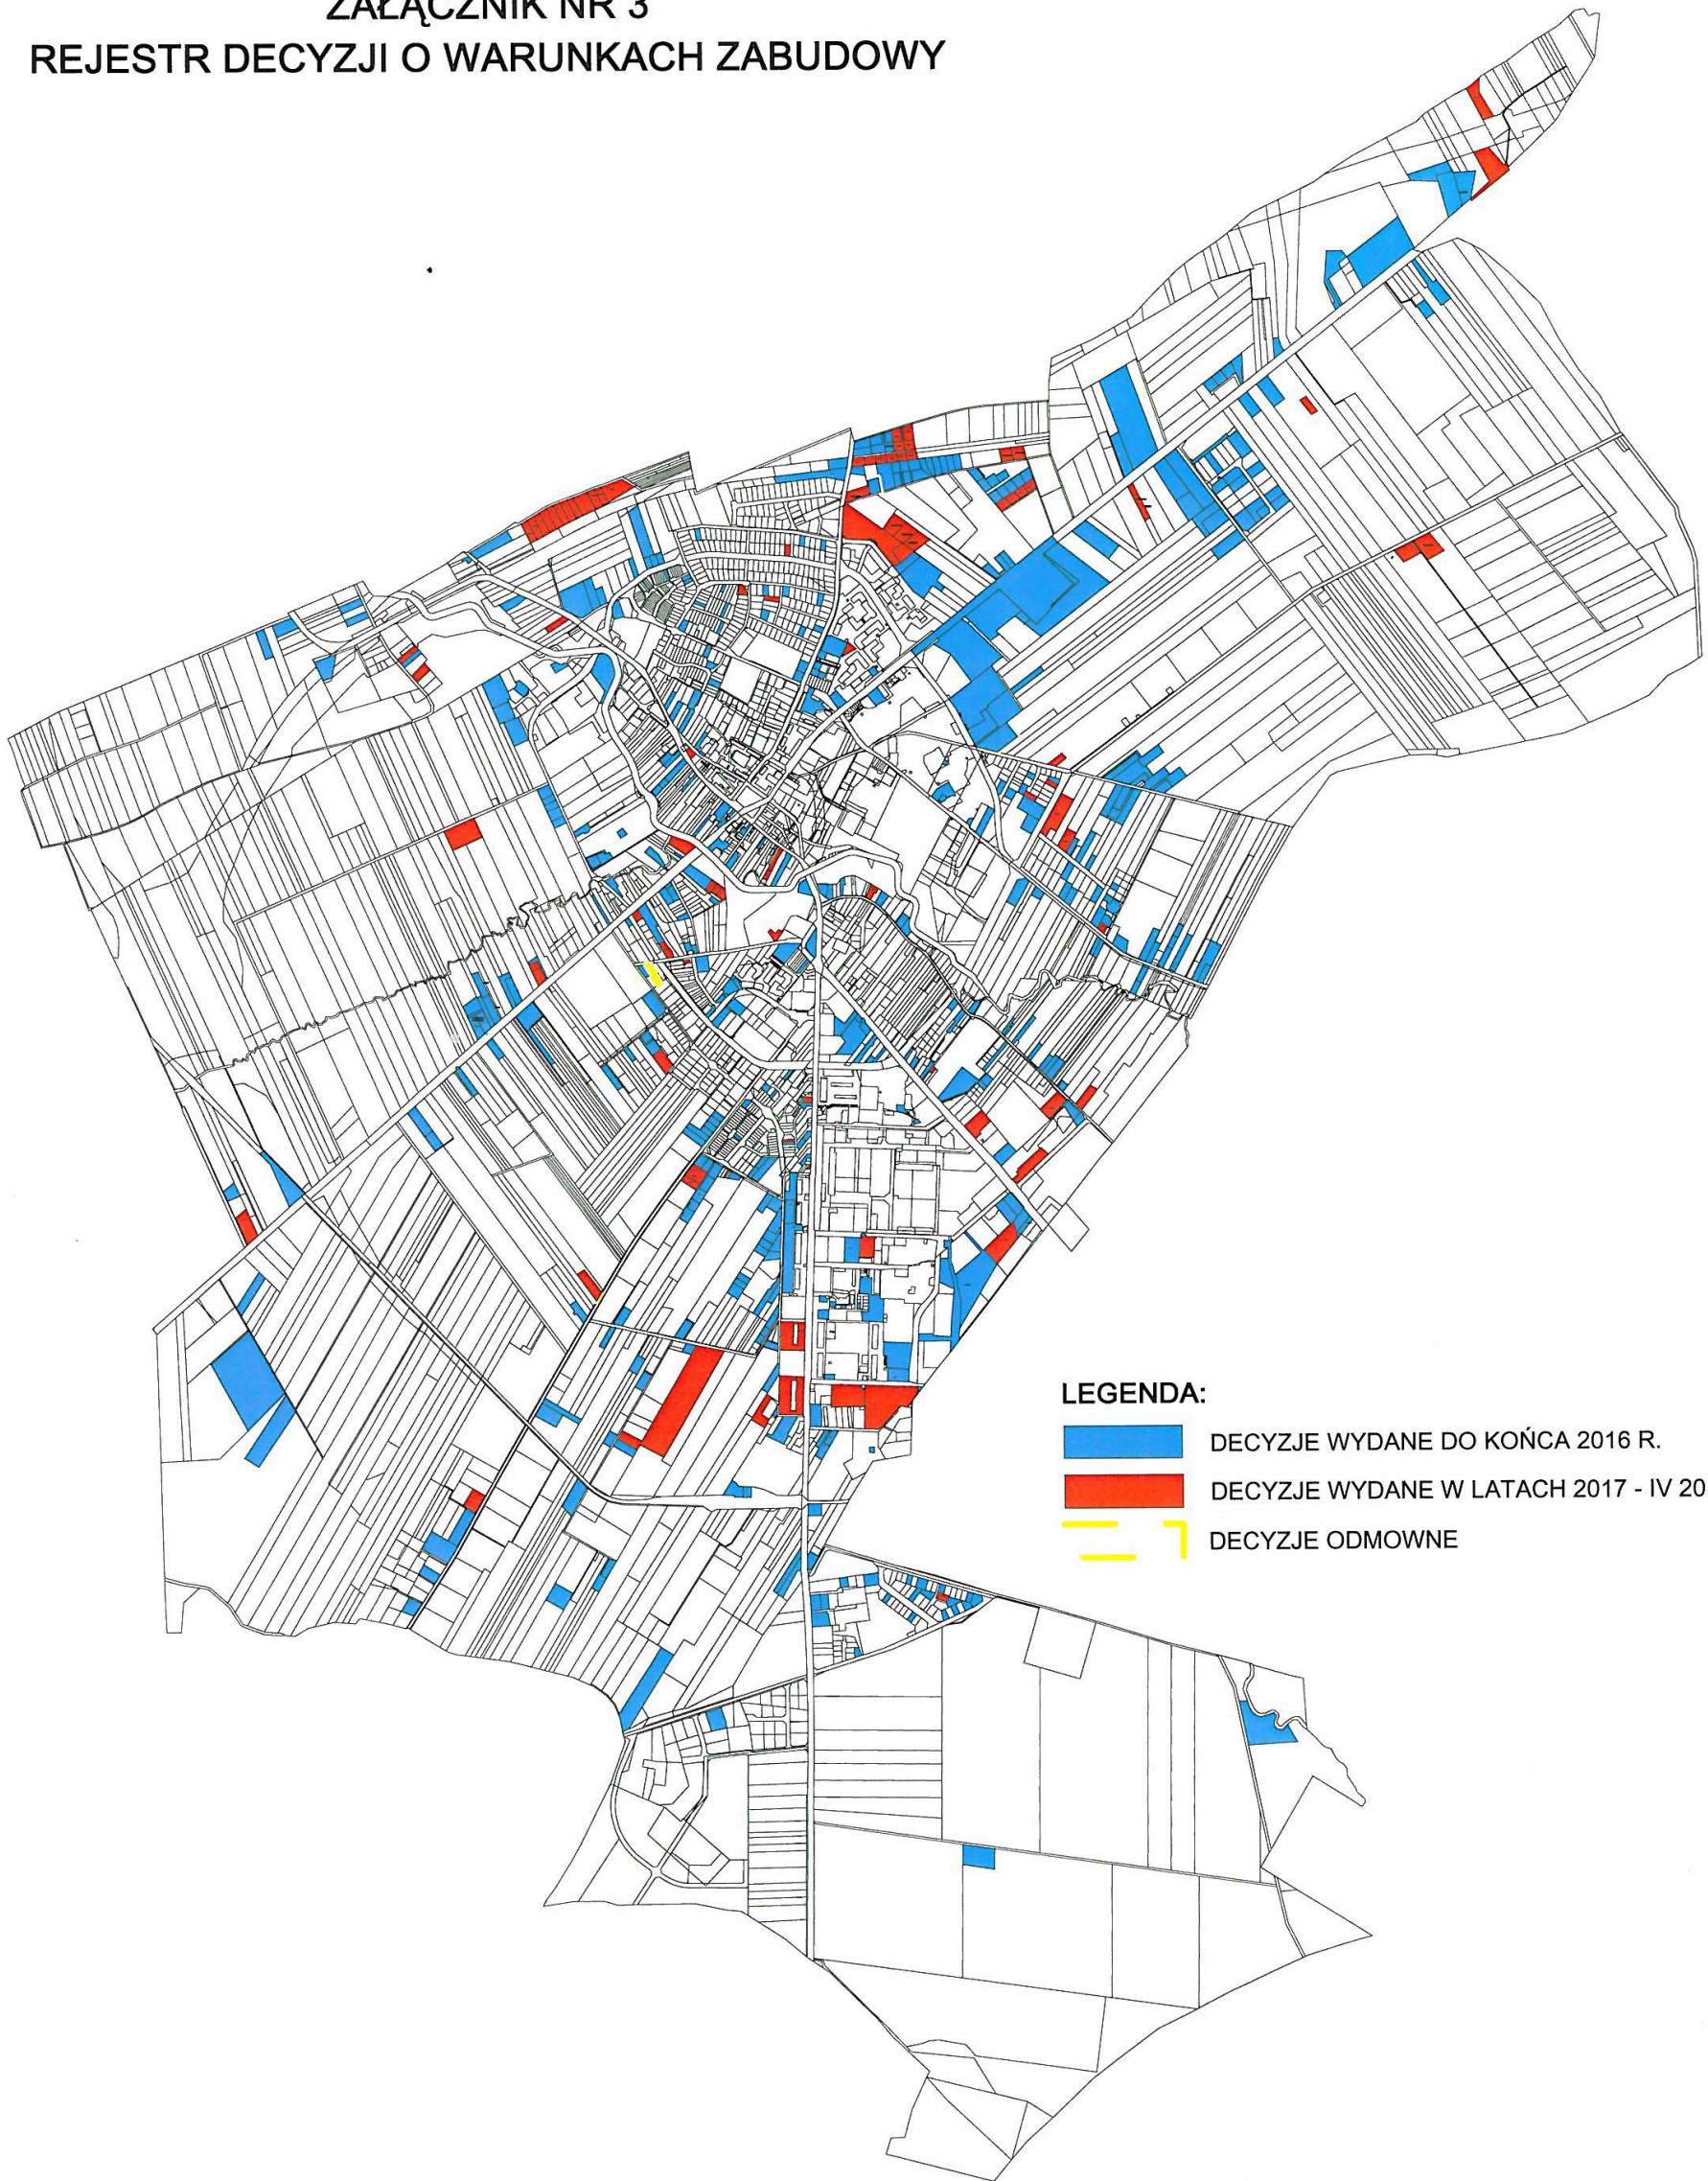 ZAŁĄCZNIK NR 3
REJESTR DECYZJI O WARUNKACH ZABUDOWY
LEGENDA:
DECYZJE WYDANE DO KOŃCA 2016 R.
DECYZJE WYDANE W LATACH 2017 - IV 20
DECYZJE ODMOWNE